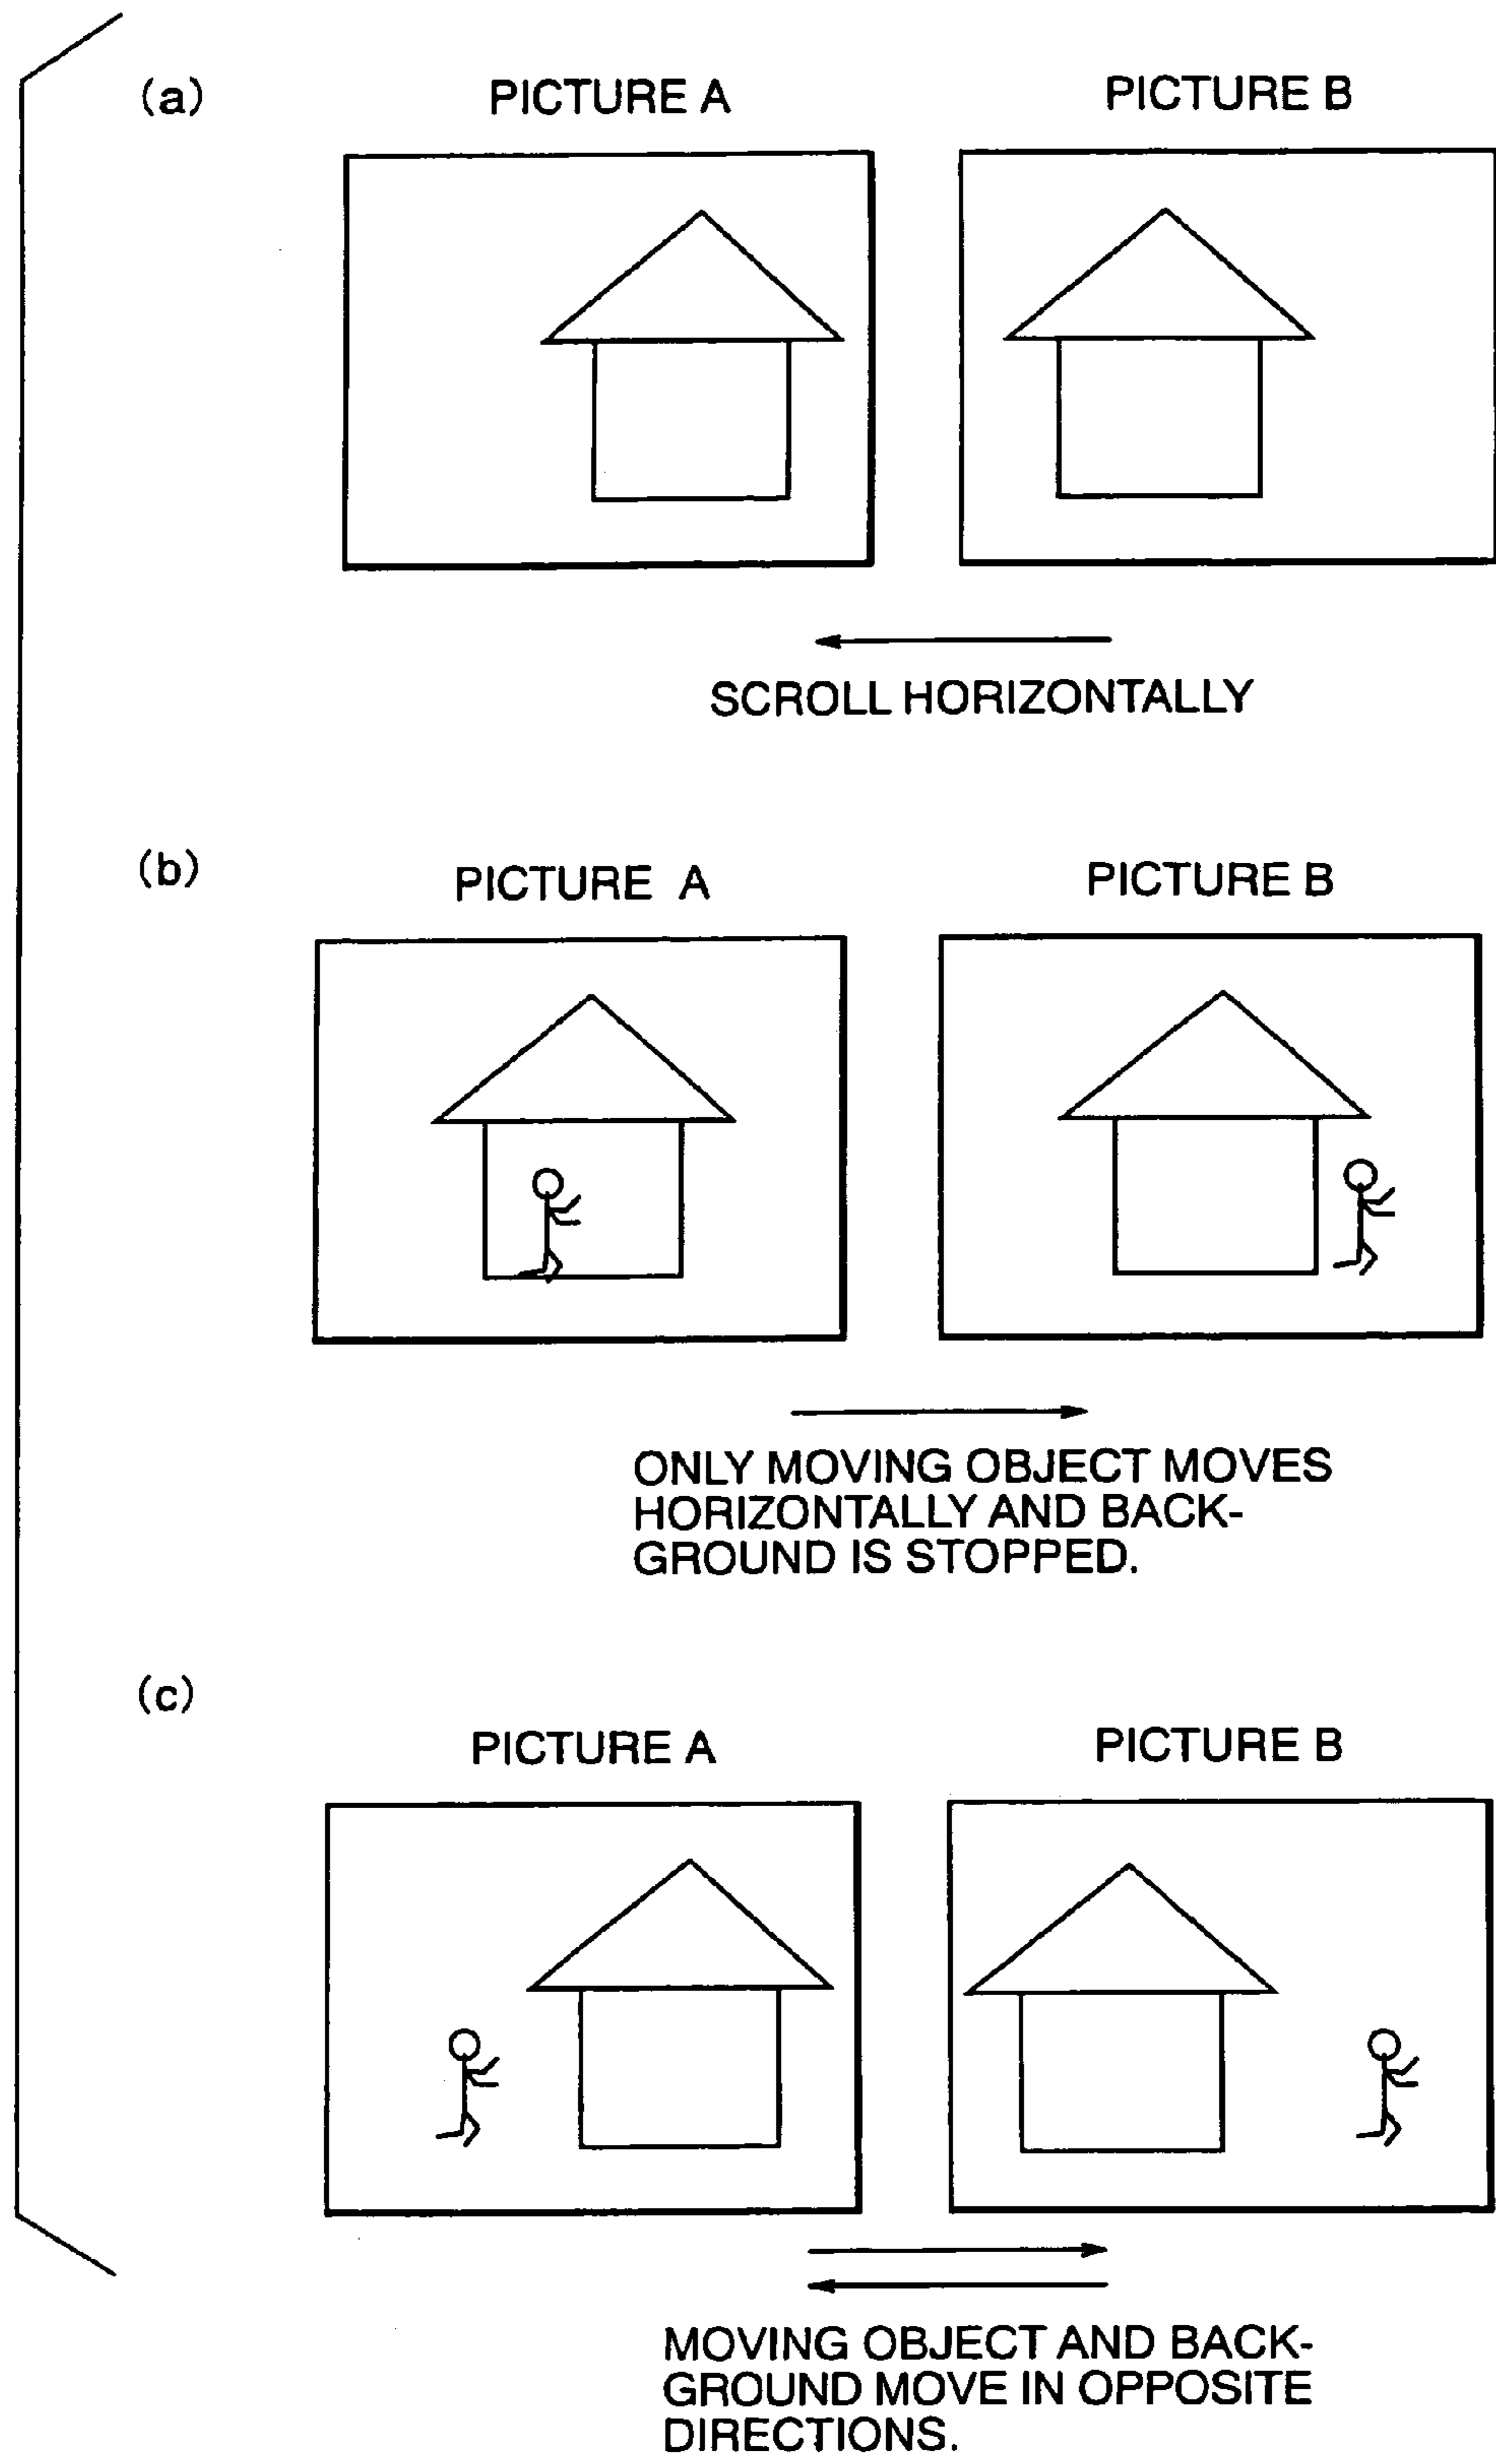 (a)
PICTURE A
PICTURE B
SCROLL HORIZONTALLY
(b)
PICTURE A
PICTURE B
ONLY MOVING OBJECT MOVES
HORIZONTALLY AND BACK-
GROUND IS STOPPED.
(c)
PICTURE A
PICTURE B
MOVING OBJECT AND BACK-
GROUND MOVE IN OPPOSITE
DIRECTIONS.